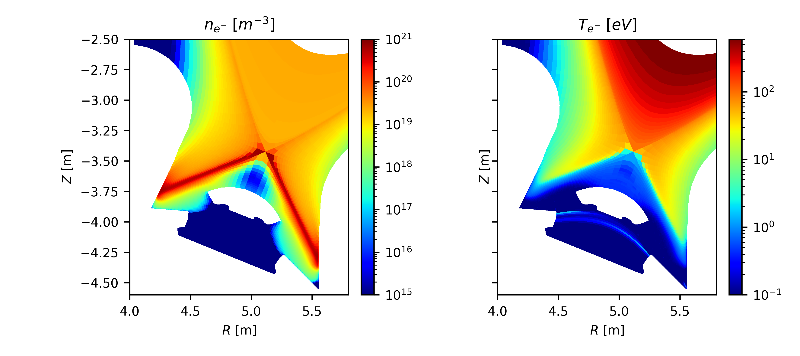 n_e- [m^-3]
T_e- [eV]
-2.50
-2.75
-3.00
-3.25
-3.50
-3.75
-4.00
-4.25
-4.50
Z [m]
4.0 4.5 5.0 5.5
R [m]
10^21
10^20
10^19
10^18
10^17
10^16
10^15
Z [m]
4.0 4.5 5.0 5.5
R [m]
10^2
10^1
10^0
10^-1